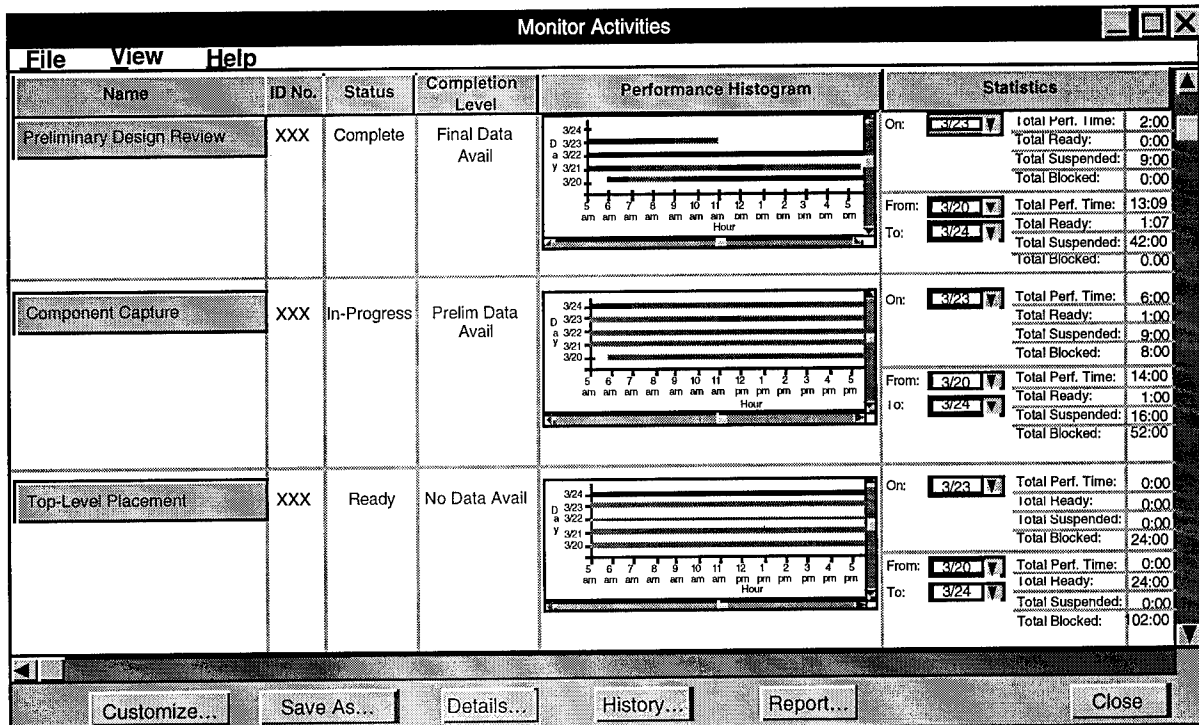 Monitor Activities
File View Help
Name ID No. Status Completion Level Performance Histogram Statistics
Preliminary Design Review XXX Complete Final Data Avail
3/24
3/23
3/22
3/21
3/20
Day
5 am 6 am 7 am 8 am 9 am 10 am 11 am 12 pm 1 pm 2 pm 3 pm 4 pm 5 pm
Hour
On: 3/23
Total Perf. Time: 2:00
Total Ready: 0:00
Total Suspended: 9:00
Total Blocked: 0:00
From: 3/20
To: 3/24
Total Perf. Time: 13:09
Total Ready: 1:07
Total Suspended: 42:00
Total Blocked: 0.00
Component Capture XXX In-Progress Prelim Data Avail
3/24
3/23
3/22
3/21
3/20
Day
5 am 6 am 7 am 8 am 9 am 10 am 11 am 12 pm 1 pm 2 pm 3 pm 4 pm 5 pm
Hour
On: 3/23
Total Perf. Time: 6:00
Total Ready: 1:00
Total Suspended: 9:00
Total Blocked: 8:00
From: 3/20
To: 3/24
Total Perf. Time: 14:00
Total Ready: 1:00
Total Suspended: 16:00
Total Blocked: 52:00
Top-Level Placement XXX Ready No Data Avail
3/24
3/23
3/22
3/21
3/20
Day
5 am 6 am 7 am 8 am 9 am 10 am 11 am 12 pm 1 pm 2 pm 3 pm 4 pm 5 pm
Hour
On: 3/23
Total Perf. Time: 0:00
Total Ready: 0:00
Total Suspended: 0:00
Total Blocked: 24:00
From: 3/20
To: 3/24
Total Perf. Time: 0:00
Total Ready: 24:00
Total Suspended: 0:00
Total Blocked: 102:00
Customize... Save As... Details... History... Report... Close